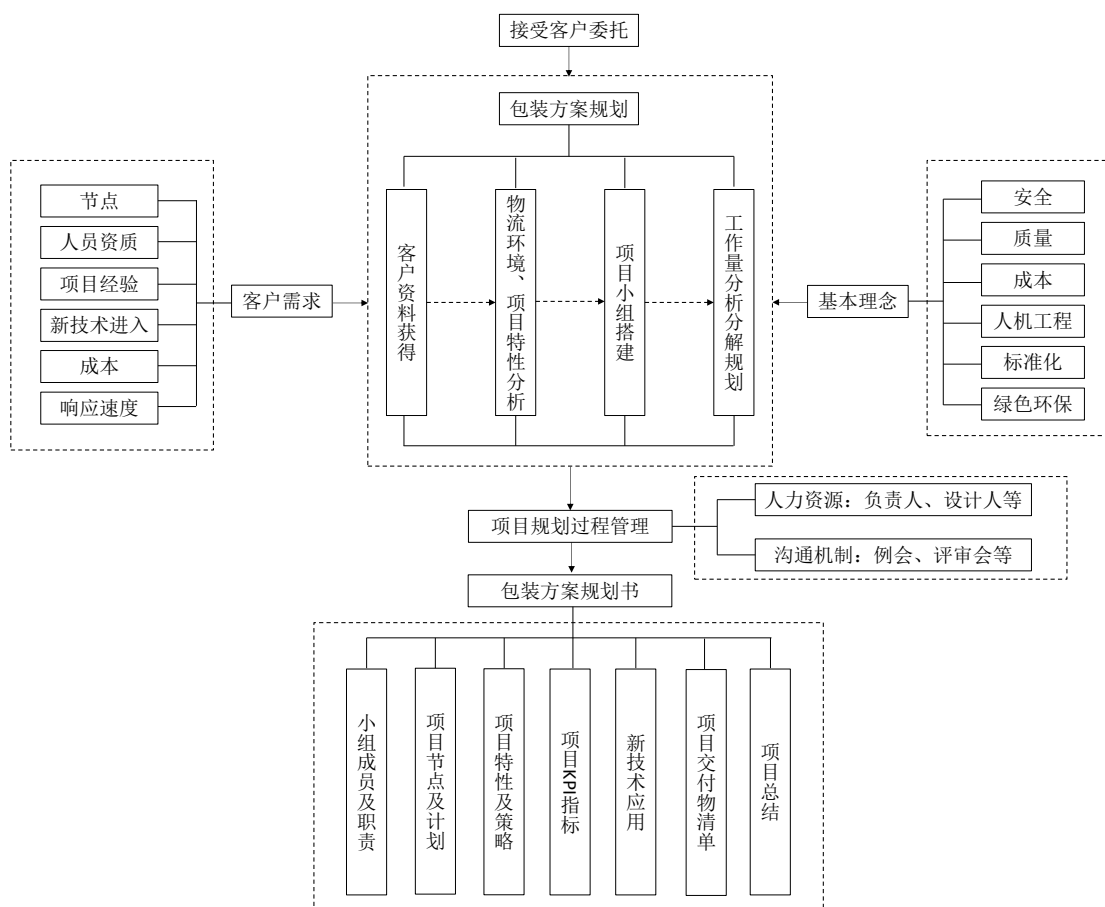 接受客户委托
包装方案规划
节点
人员资质
项目经验
新技术进入
成本
响应速度
客户需求
客户资料获得
物流环境、项目特性分析
项目小组搭建
工作量分析分解规划
基本理念
安全
质量
成本
人机工程
标准化
绿色环保
项目规划过程管理
人力资源：负责人、设计人等
沟通机制：例会、评审会等
包装方案规划书
小组成员及职责
项目节点及计划
项目特性及策略
项目KPI指标
新技术应用
项目交付物清单
项目总结